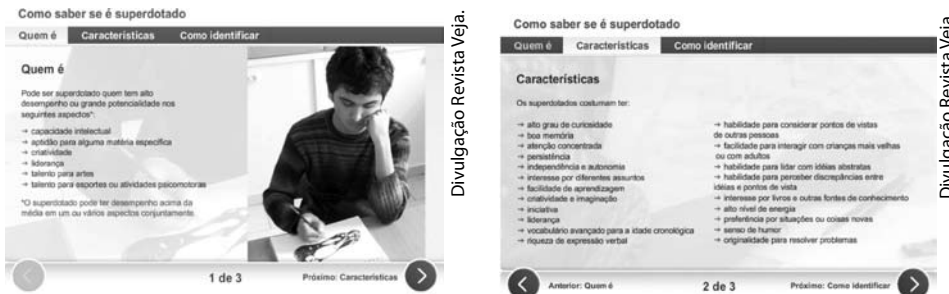 Como saber se é superdotado
Quem é Características Como identificar
Quem é
Pode ser superdotado quem tem alto
desempenho ou grande potencialidade nos
seguintes aspectos*:
→ capacidade intelectual
→ aptidão para alguma matéria específica
→ criatividade
→ liderança
→ talento para artes
→ talento para esportes ou atividades psicomotoras
*O superdotado pode ter desempenho acima da
média em um ou vários aspectos conjuntamente.
1 de 3 Próximo: Características
Divulgação Revista Veja.
Como saber se é superdotado
Quem é Características Como identificar
Características
Os superdotados costumam ter:
→ alto grau de curiosidade
→ boa memória
→ atenção concentrada
→ persistência
→ independência e autonomia
→ interesse por diferentes assuntos
→ facilidade de aprendizagem
→ criatividade e imaginação
→ iniciativa
→ liderança
→ vocabulário avançado para a idade cronológica
→ riqueza de expressão verbal
→ habilidade para considerar pontos de vistas
de outras pessoas
→ facilidade para interagir com crianças mais velhas
ou com adultos
→ habilidade para lidar com idéias abstratas
→ habilidade para perceber discrepâncias entre
idéias e pontos de vista
→ interesse por livros e outras fontes de conhecimento
→ alto nível de energia
→ preferência por situações ou coisas novas
→ senso de humor
→ originalidade para resolver problemas
Anterior: Quem é 2 de 3 Próximo: Como identificar
Divulgação Revista Veja